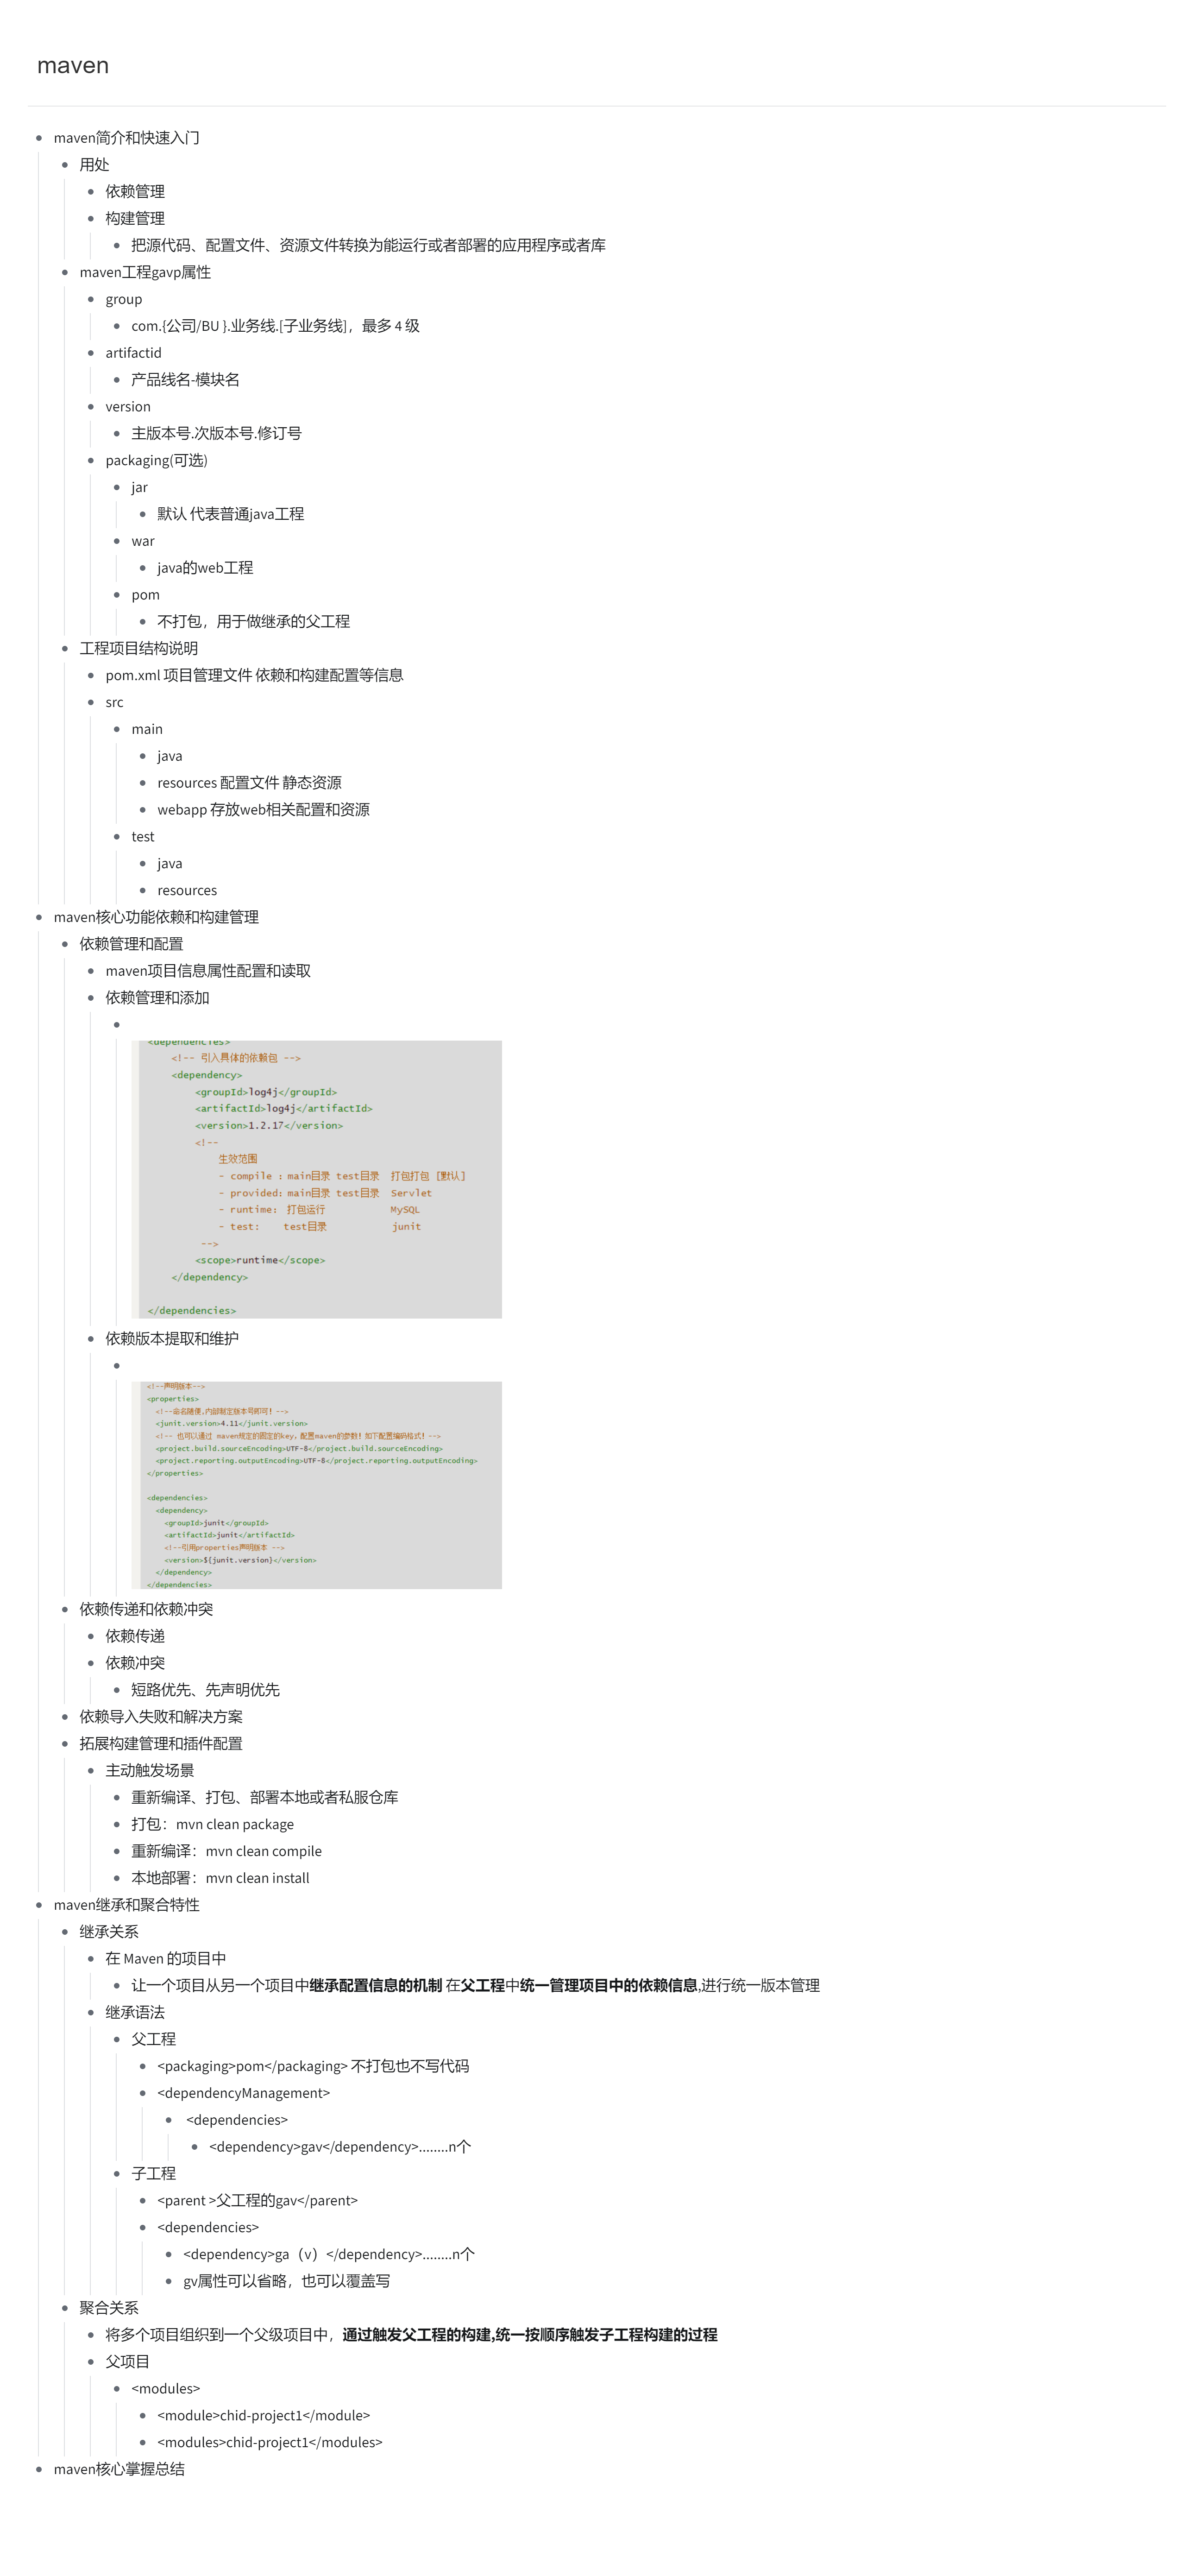 maven
maven简介和快速入门
用处
依赖管理
构建管理
把源代码、配置文件、资源文件转换为能运行或者部署的应用程序或者库
maven工程gavp属性
group
com.{公司/BU }.业务线.[子业务线]，最多 4 级
artifactid
产品线名-模块名
version
主版本号.次版本号.修订号
packaging(可选)
jar
默认 代表普通java工程
war
java的web工程
pom
不打包，用于做继承的父工程
工程项目结构说明
pom.xml 项目管理文件 依赖和构建配置等信息
src
main
java
resources 配置文件 静态资源
webapp 存放web相关配置和资源
test
java
resources
maven核心功能依赖和构建管理
依赖管理和配置
maven项目信息属性配置和读取
依赖管理和添加
<dependencies>
<!-- 引入具体的依赖包 -->
<dependency>
<groupId>log4j</groupId>
<artifactId>log4j</artifactId>
<version>1.2.17</version>
<!--
生效范围
- compile ：main目录 test目录 打包打包 [默认]
- provided：main目录 test目录 Servlet
- runtime： 打包运行 MySQL
- test: test目录 junit
-->
<scope>runtime</scope>
</dependency>
</dependencies>
依赖版本提取和维护
<!--声明版本-->
<properties>
<!--命名随便,内部制定版本号即可！-->
<junit.version>4.11</junit.version>
<!-- 也可以通过 maven规定的固定的key，配置maven的参数！如下配置编码格式！-->
<project.build.sourceEncoding>UTF-8</project.build.sourceEncoding>
<project.reporting.outputEncoding>UTF-8</project.reporting.outputEncoding>
</properties>
<dependencies>
<dependency>
<groupId>junit</groupId>
<artifactId>junit</artifactId>
<!--引用properties声明版本 -->
<version>${junit.version}</version>
</dependency>
</dependencies>
依赖传递和依赖冲突
依赖传递
依赖冲突
短路优先、先声明优先
依赖导入失败和解决方案
拓展构建管理和插件配置
主动触发场景
重新编译、打包、部署本地或者私服仓库
打包：mvn clean package
重新编译：mvn clean compile
本地部署：mvn clean install
maven继承和聚合特性
继承关系
在 Maven 的项目中
让一个项目从另一个项目中继承配置信息的机制 在父工程中统一管理项目中的依赖信息,进行统一版本管理
继承语法
父工程
<packaging>pom</packaging> 不打包也不写代码
<dependencyManagement>
<dependencies>
<dependency>gav</dependency>........n个
子工程
<parent >父工程的gav</parent>
<dependencies>
<dependency>ga（v）</dependency>........n个
gv属性可以省略，也可以覆盖写
聚合关系
将多个项目组织到一个父级项目中，通过触发父工程的构建,统一按顺序触发子工程构建的过程
父项目
<modules>
<module>chid-project1</module>
<modules>chid-project1</modules>
maven核心掌握总结